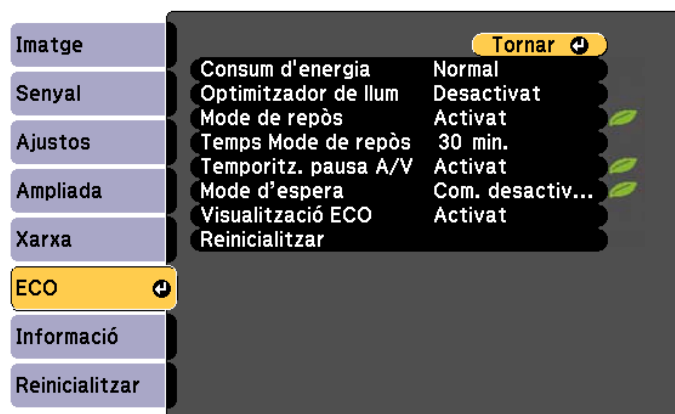 Imatge
Senyal
Ajustos
Ampliada
Xarxa
ECO
Informació
Reinicialitzar
Tornar
Consum d'energia Normal
Optimitzador de llum Desactivat
Mode de repòs Activat
Temps Mode de repòs 30 min.
Temporitz. pausa A/V Activat
Mode d’espera Com. desactiv...
Visualització ECO Activat
Reinicialitzar